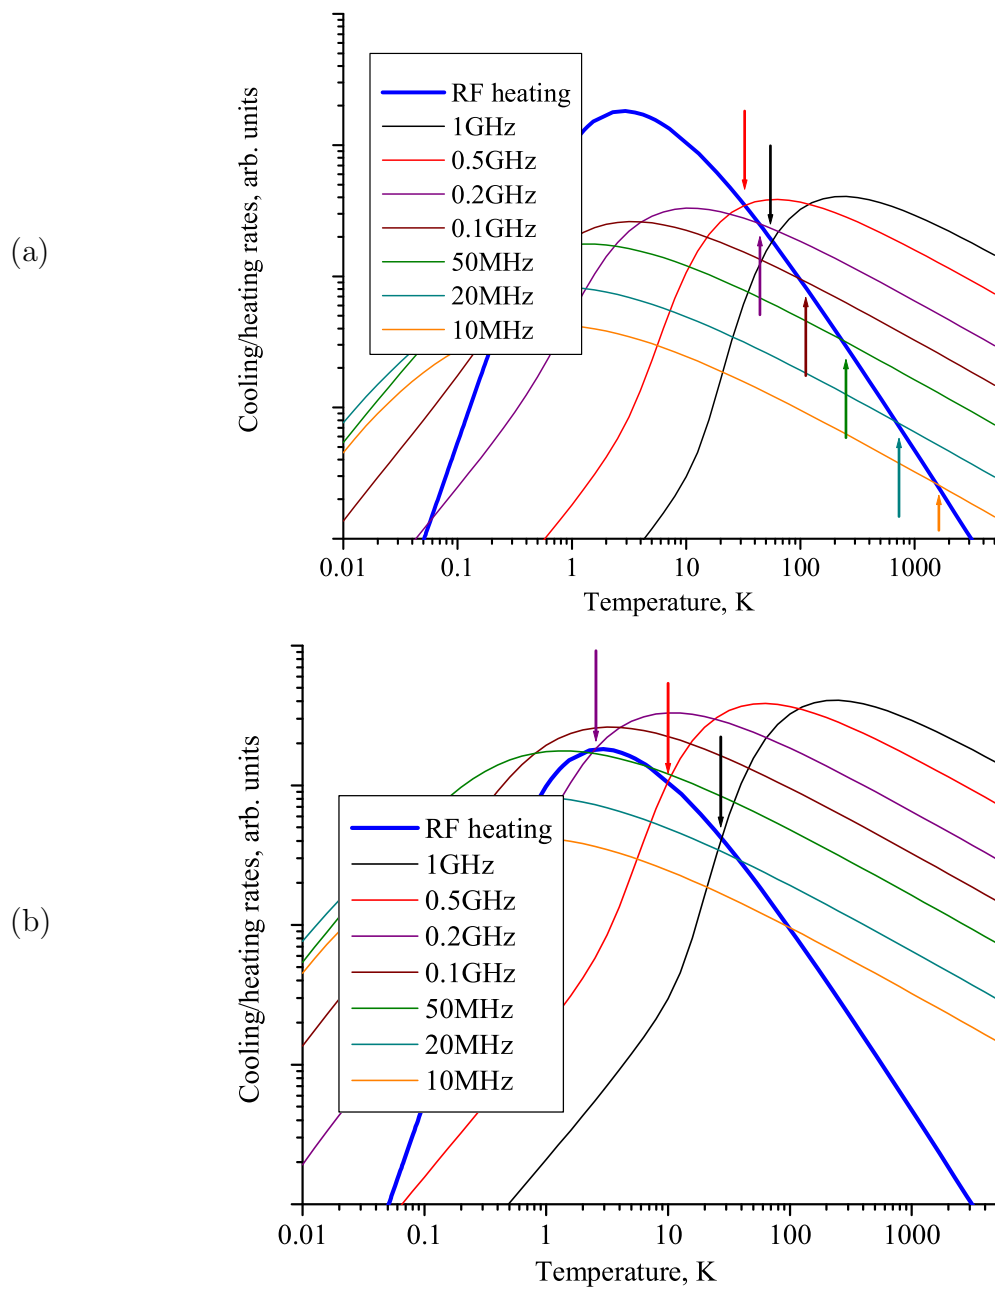 (a)
Cooling/heating rates, arb. units
RF heating
1GHz
0.5GHz
0.2GHz
0.1GHz
50MHz
20MHz
10MHz
0.01 0.1 1 10 100 1000
Temperature, K
(b)
Cooling/heating rates, arb. units
RF heating
1GHz
0.5GHz
0.2GHz
0.1GHz
50MHz
20MHz
10MHz
0.01 0.1 1 10 100 1000
Temperature, K